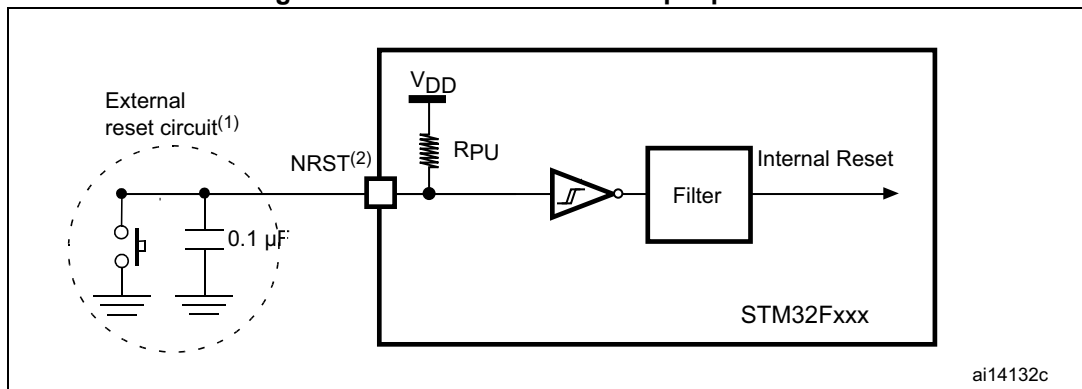 External
reset circuit(1)
NRST(2)
VDD
RPU
Filter
Internal Reset
0.1 µF
STM32Fxxx
ai14132c